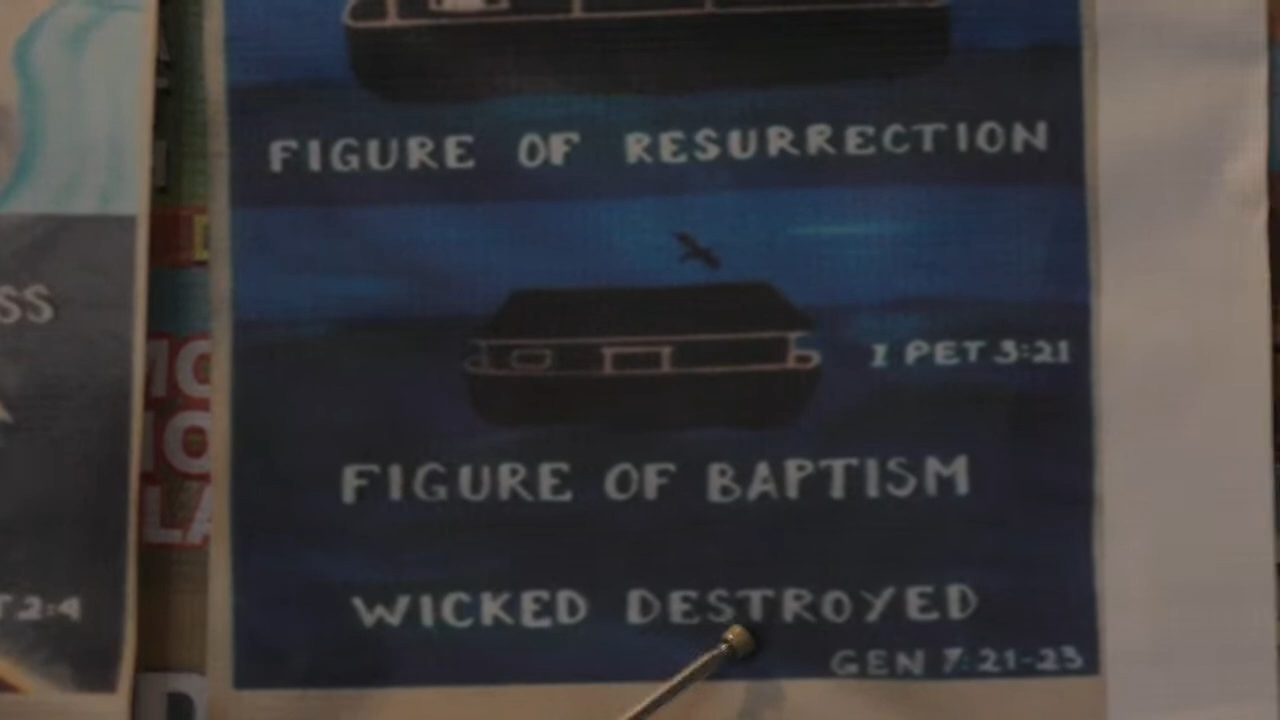 FIGURE OF RESURRECTION
I PET 3:21
FIGURE OF BAPTISM
WICKED DESTROYED
GEN 7:21-23
SS
T 2:4